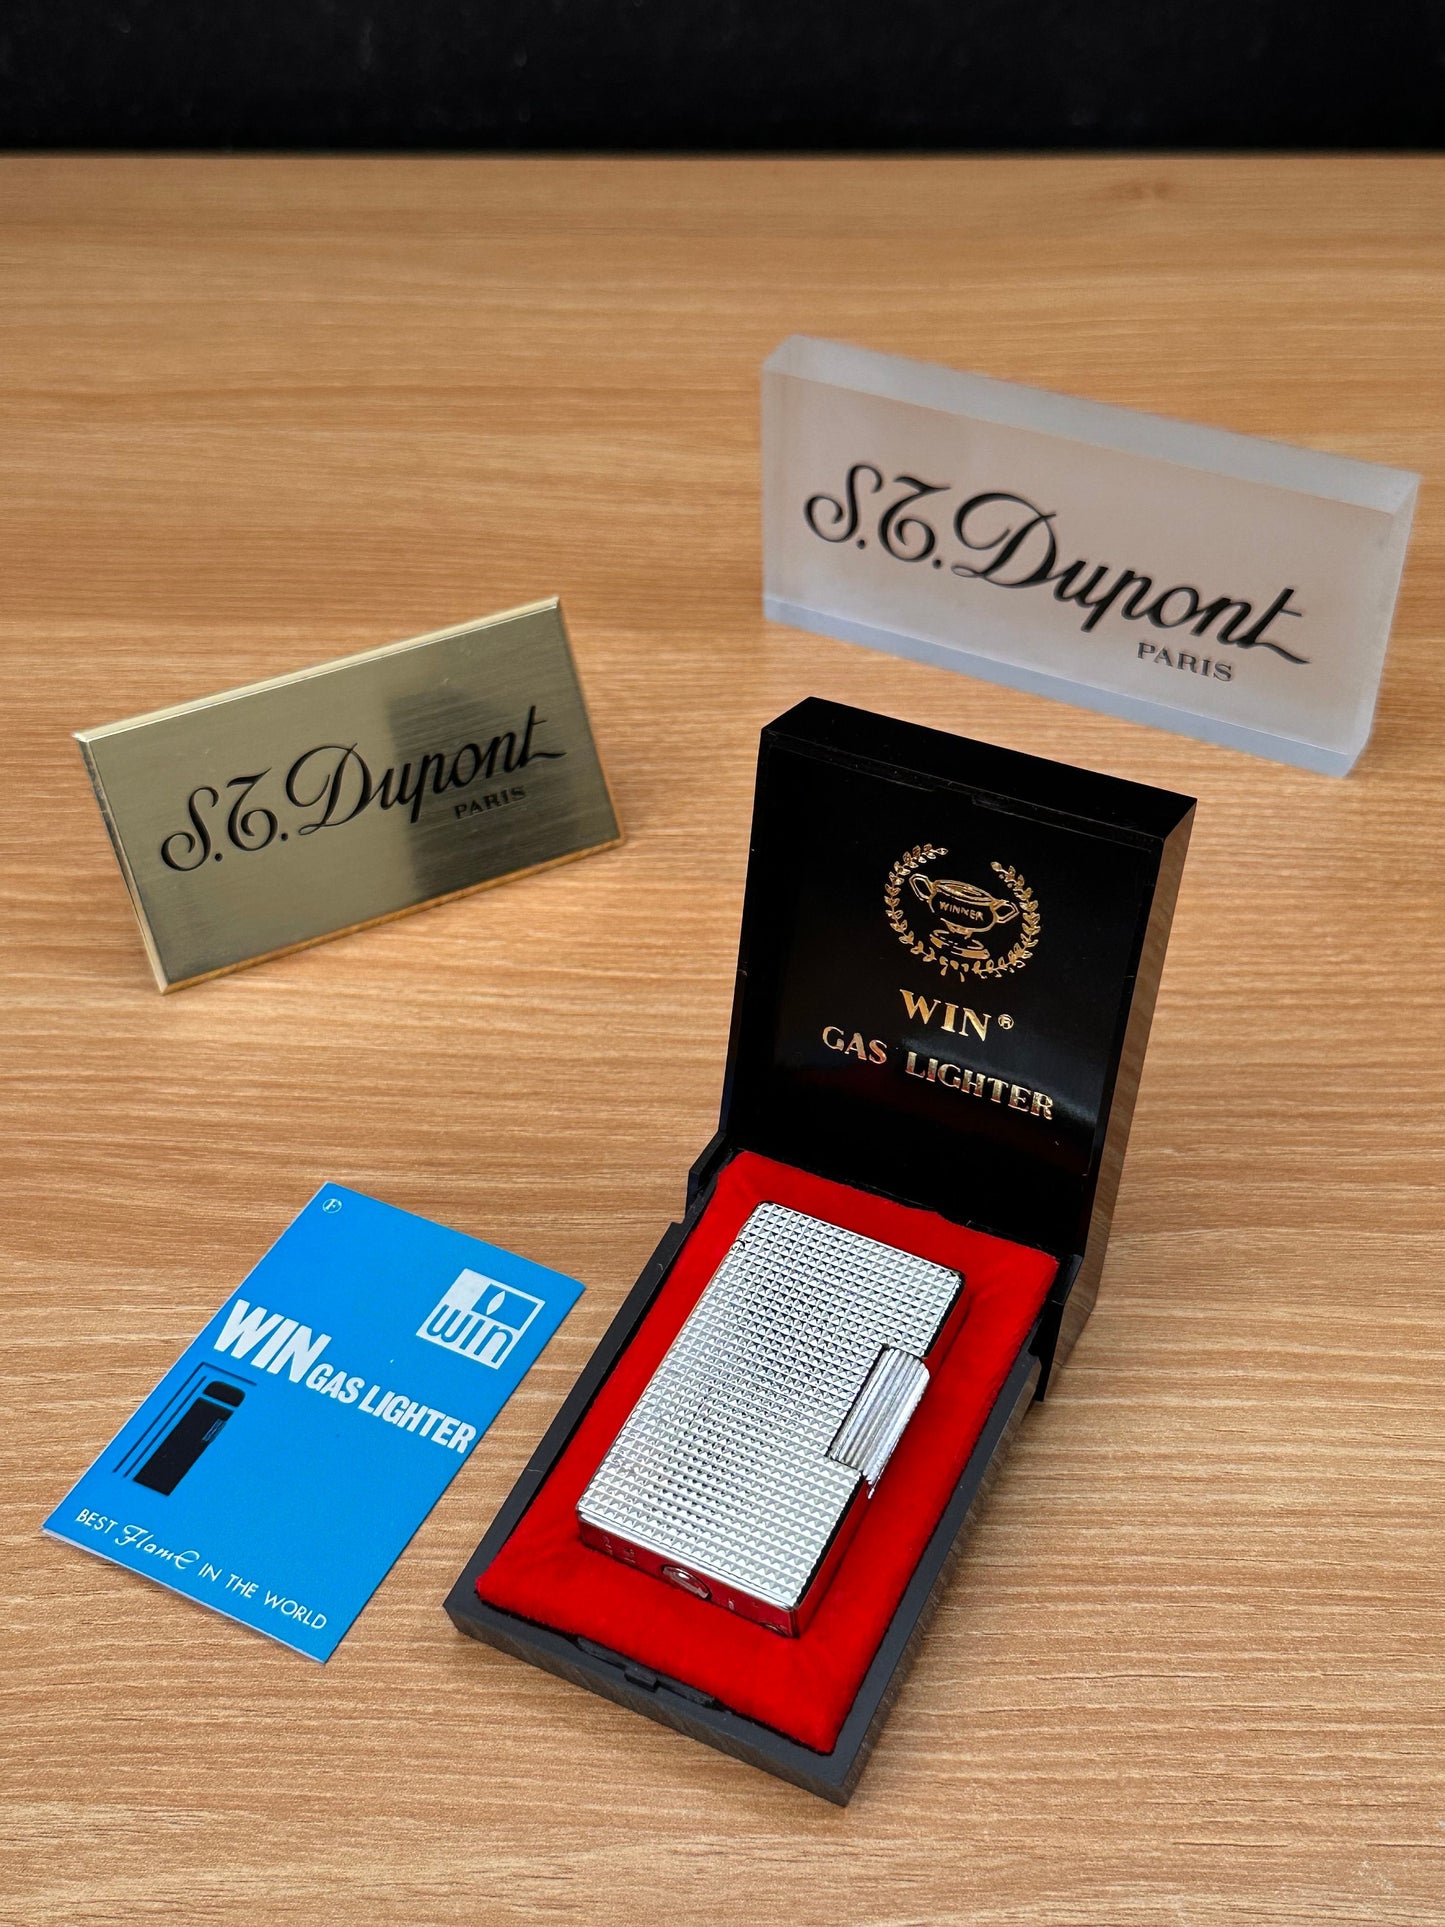 S.T. Dupont
PARIS
S.T. Dupont
PARIS
WINNER
WIN®
GAS LIGHTER
F
win
WIN GAS LIGHTER
BEST Flame IN THE WORLD